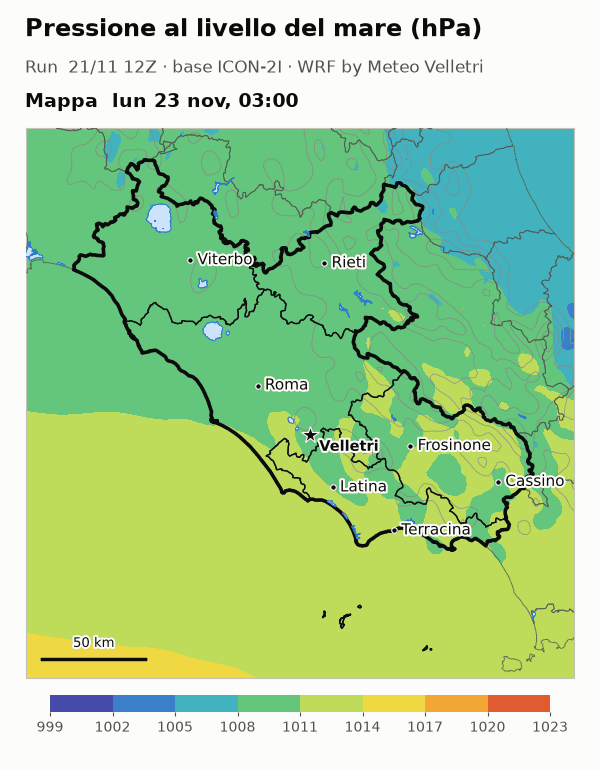 Pressione al livello del mare (hPa)
Run  21/11 12Z · base ICON-2I · WRF by Meteo Velletri
Mappa  lun 23 nov, 03:00
Viterbo
Rieti
Roma
Velletri
Frosinone
Latina
Cassino
Terracina
50 km
999 1002 1005 1008 1011 1014 1017 1020 1023